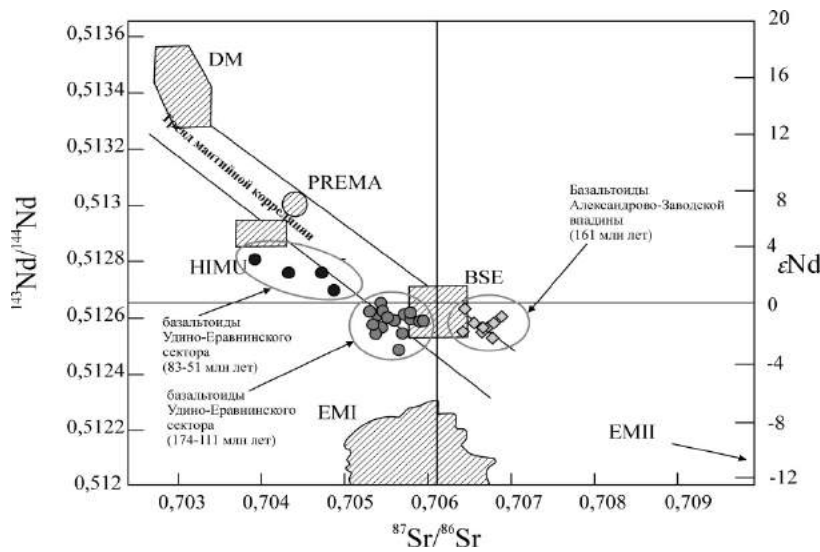 0,5136
0,5134
0,5132
0,513
0,5128
0,5126
0,5124
0,5122
0,512
¹⁴³Nd/¹⁴⁴Nd
20
16
12
8
4
0
-4
-8
-12
εNd
DM
Тренд мантийной корреляции
PREMA
HIMU
BSE
Базальтоиды
Александрово-Заводской
впадины
(161 млн лет)
базальтоиды
Удино-Еравнинского
сектора
(83-51 млн лет)
базальтоиды
Удино-Еравнинского
сектора
(174-111 млн лет)
EMI
EMII
0,703
0,704
0,705
0,706
0,707
0,708
0,709
⁸⁷Sr/⁸⁶Sr